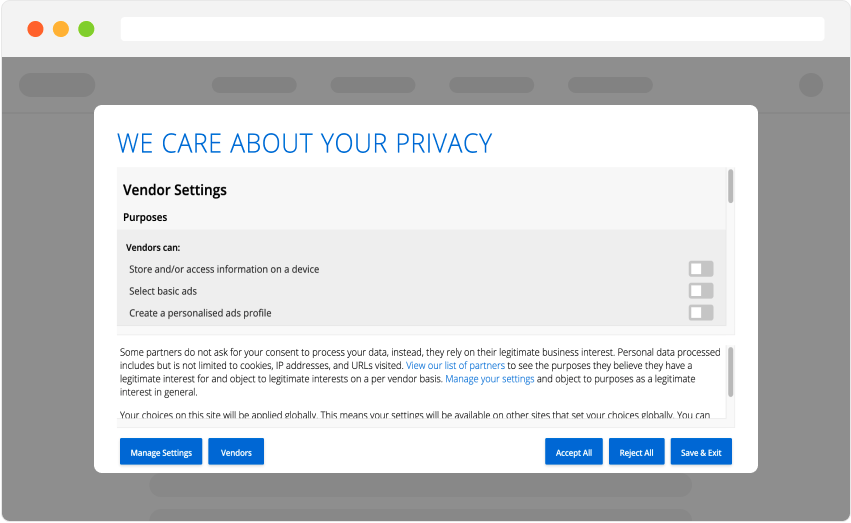 WE CARE ABOUT YOUR PRIVACY
Vendor Settings
Purposes
Vendors can:
Store and/or access information on a device
Select basic ads
Create a personalised ads profile
Some partners do not ask for your consent to process your data, instead, they rely on their legitimate business interest. Personal data processed
includes but is not limited to cookies, IP addresses, and URLs visited. View our list of partners to see the purposes they believe they have a
legitimate interest for and object to legitimate interests on a per vendor basis. Manage your settings and object to purposes as a legitimate
interest in general.
Your choices on this site will be applied globally. This means your settings will be available on other sites that set your choices globally. You can
Manage Settings Vendors Accept All Reject All Save & Exit